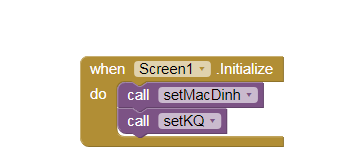 when Screen1 .Initialize
do call setMacDinh
call setKQ